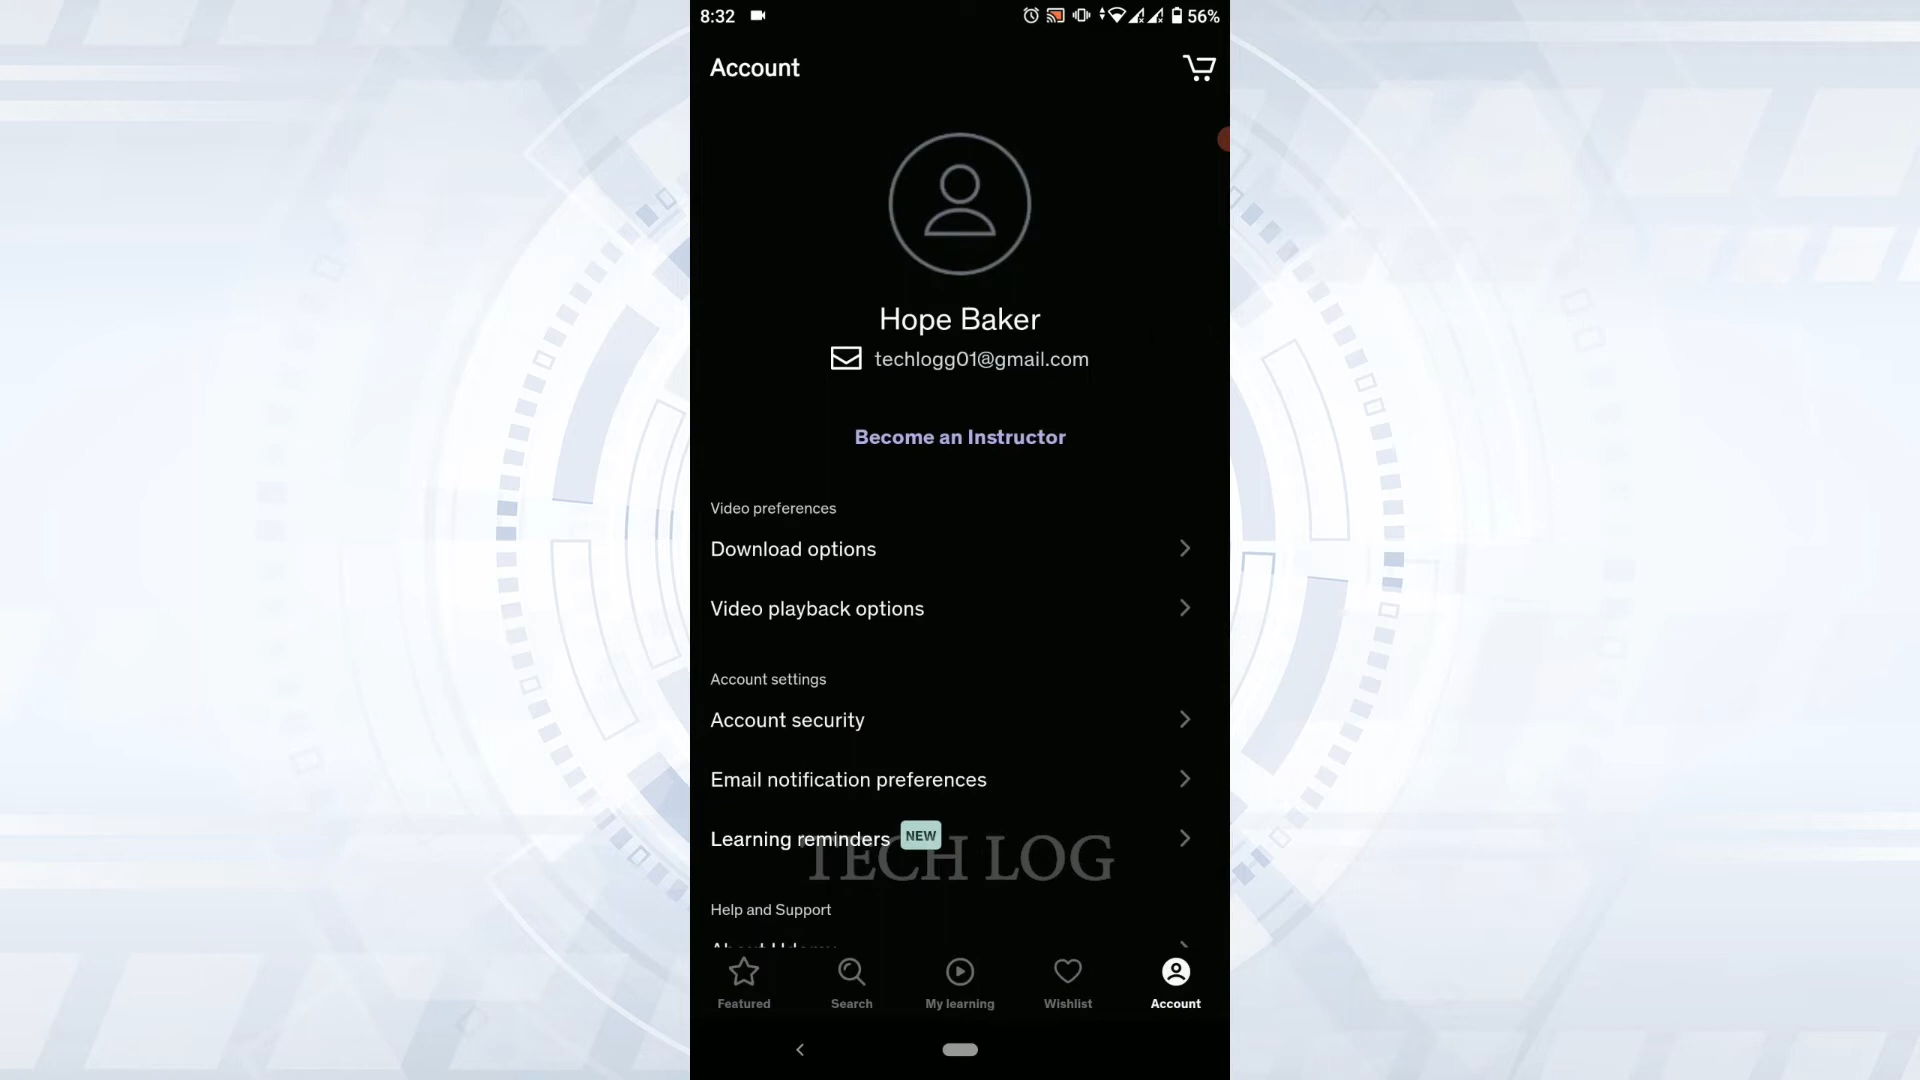 8:32
56%
Account
Hope Baker
techlogg01@gmail.com
Become an Instructor
Video preferences
Download options
Video playback options
Account settings
Account security
Email notification preferences
Learning reminders NEW
TECH LOG
Help and Support
About Udemy
Featured Search My learning Wishlist Account